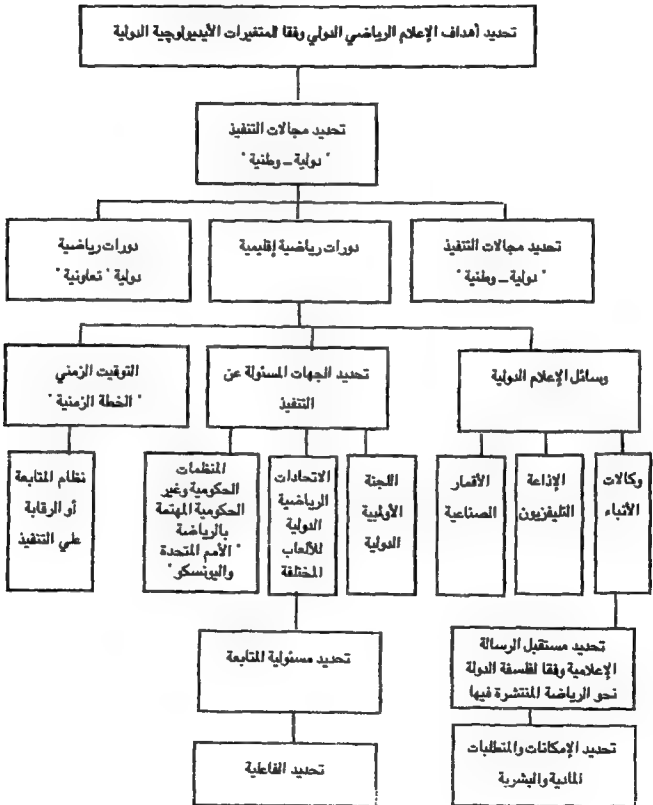 تحديد أهداف الإعلام الرياضي الدولي وفقا للمتغيرات الأيديولوجية الدولية
تحديد مجالات التنفيذ
" دولية – وطنية "
تحديد مجالات التنفيذ
" دولية – وطنية "
دورات رياضية إقليمية
دورات رياضية
دولية " تعاونية "
وسائل الإعلام الدولية
تحديد الجهات المسئولة عن
التنفيذ
التوقيت الزمني
" الخطة الزمنية "
وكالات
الأنباء
الإذاعة
التليفزيون
الأقمار
الصناعية
اللجنة
الأولمبية
الدولية
الاتحادات
الرياضية
الدولية
للألعاب
المختلفة
المنظمات
الحكومية وغير
الحكومية المهتمة
بالرياضة
" الأمم المتحدة
واليونسكو "
نظام المتابعة
أو الرقابة
علي التنفيذ
تحديد مستقبل الرسالة
الإعلامية وفقا لفلسفة الدولة
نحو الرياضة المنتشرة فيها
تحديد مسئولية المتابعة
تحديد الإمكانات والمتطلبات
المادية والبشرية
تحديد الفاعلية